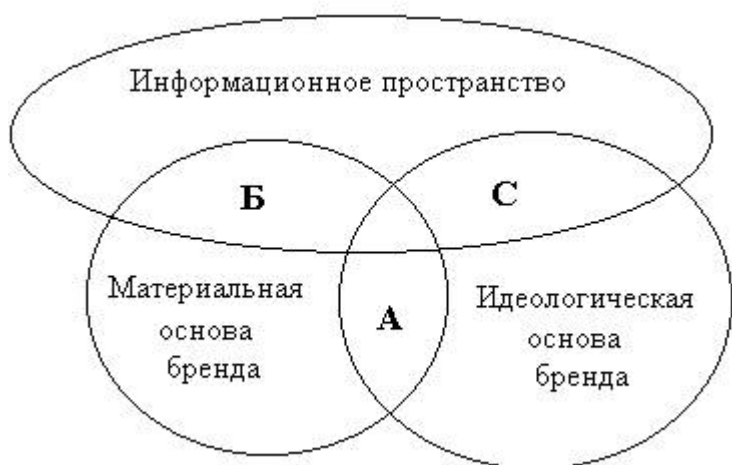 Информационное пространство
Б
С
Материальная
основа
бренда
А
Идеологическая
основа
бренда